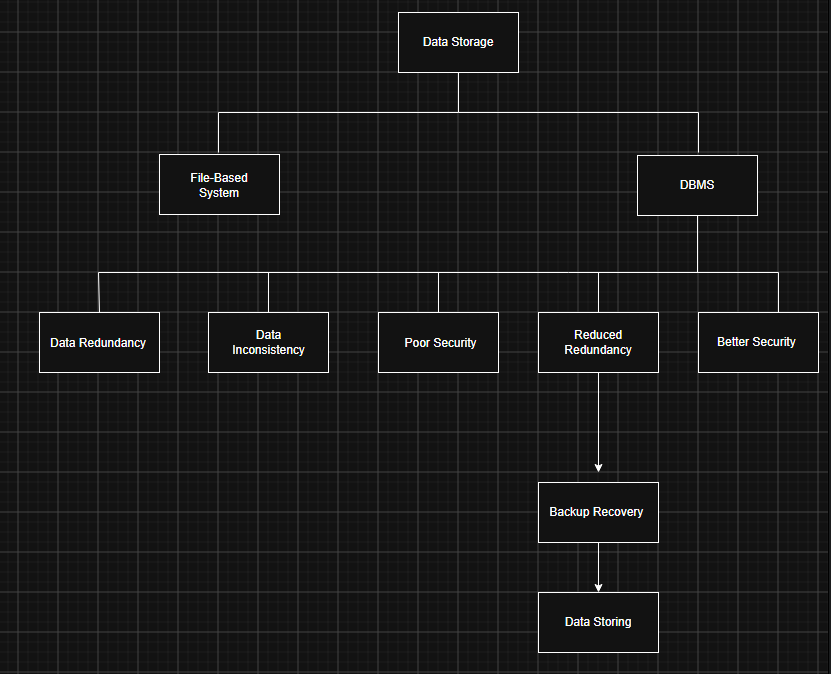 Data Storage
File-Based
System
DBMS
Data Redundancy
Data
Inconsistency
Poor Security
Reduced
Redundancy
Better Security
Backup Recovery
Data Storing